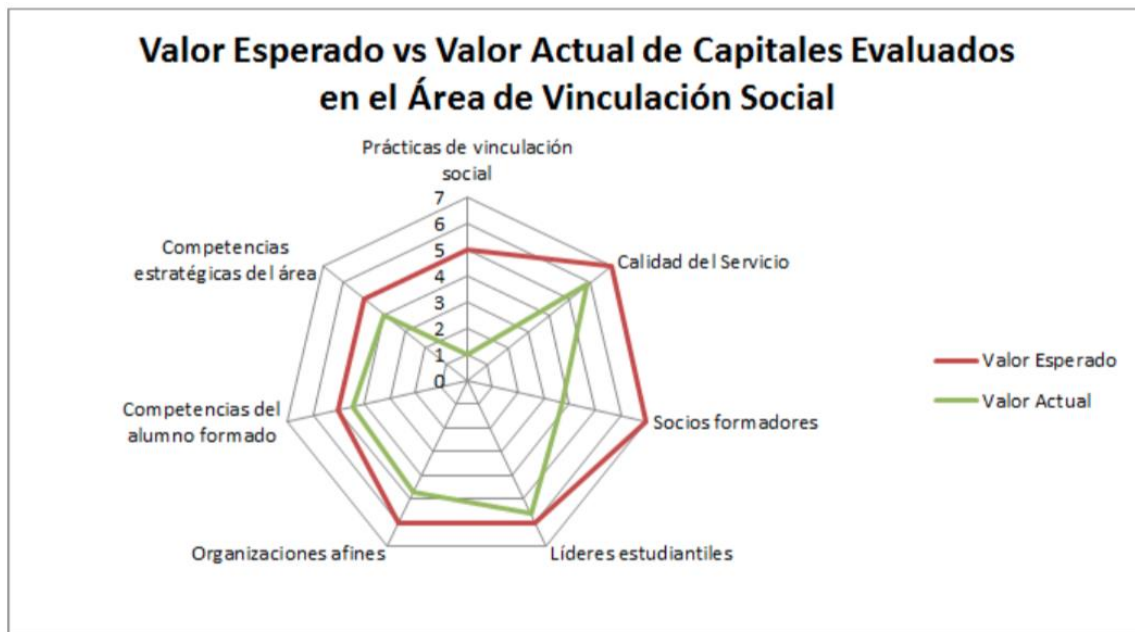 Valor Esperado vs Valor Actual de Capitales Evaluados
en el Área de Vinculación Social
Prácticas de vinculación
social
7
6
5
4
3
2
1
0
Calidad del Servicio
Socios formadores
Líderes estudiantiles
Organizaciones afines
Competencias del
alumno formado
Competencias
estratégicas del área
Valor Esperado
Valor Actual